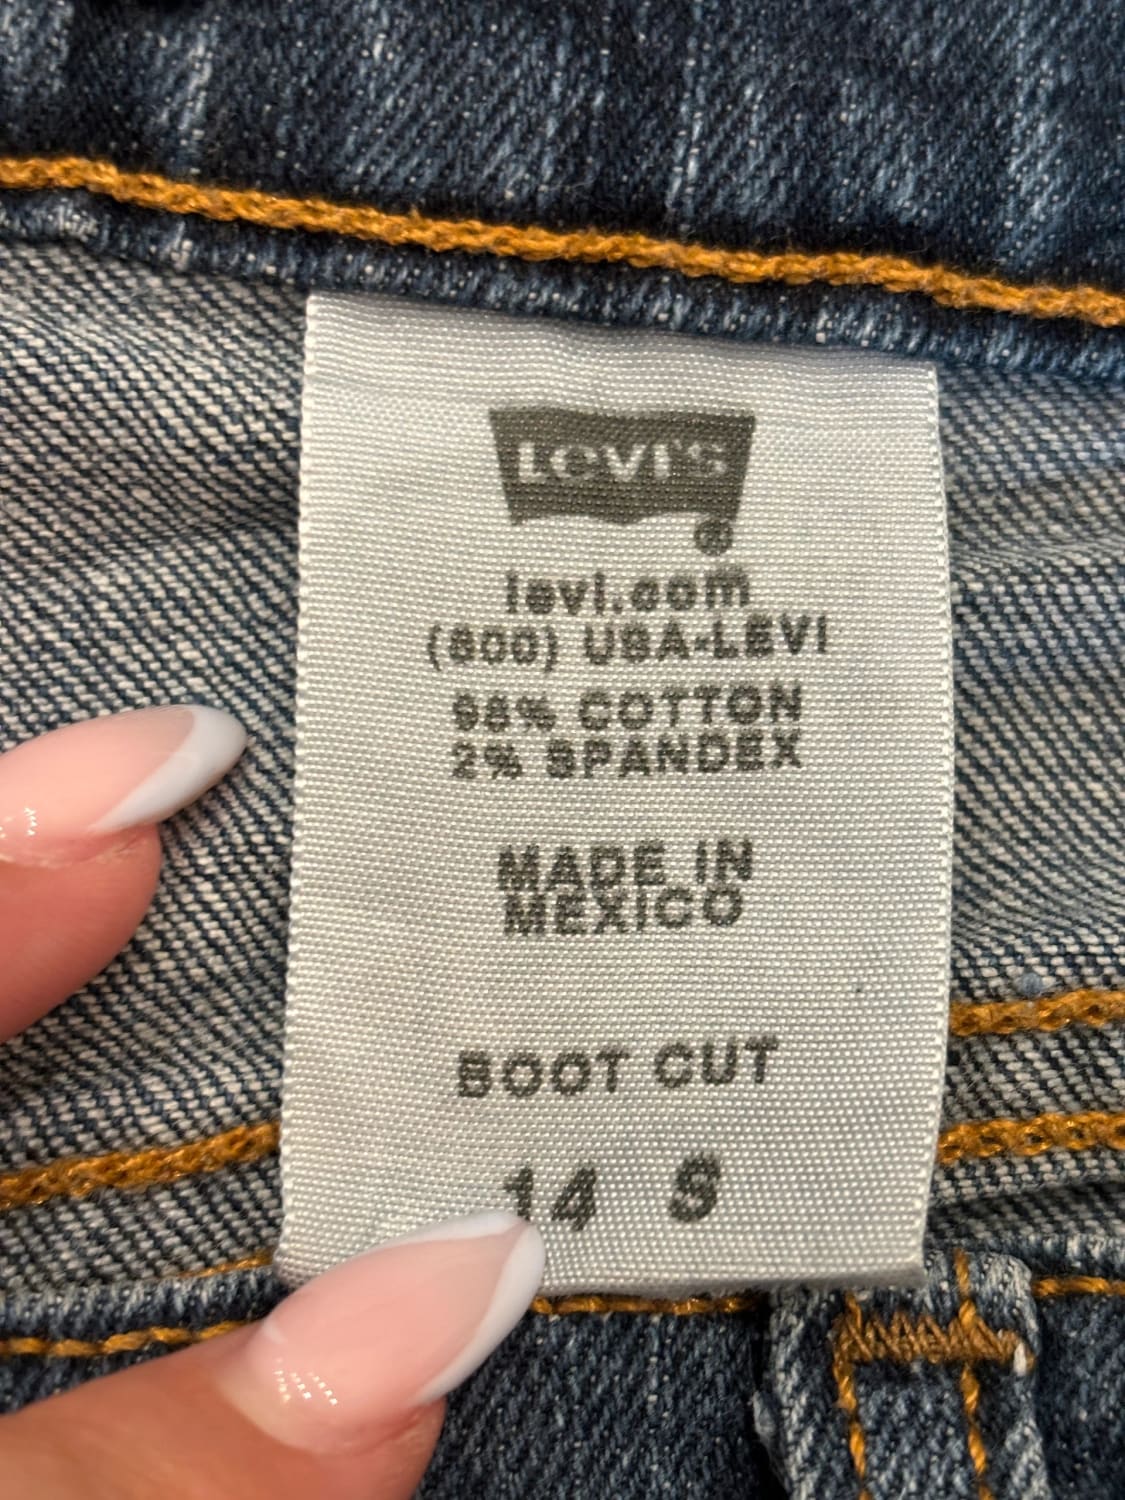 LEVI'S
®
levi.com
(800) USA-LEVI
98% COTTON
2% SPANDEX
MADE IN
MEXICO
BOOT CUT
14 S